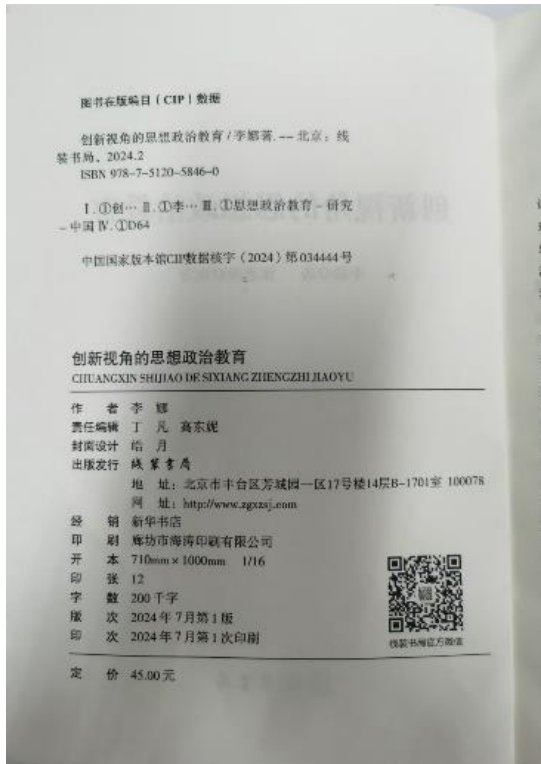 图书在版编目(CIP)数据
创新视角的思想政治教育/李娜著.--北京:线
装书局,2024.2
ISBN 978-7-5120-5846-0
Ⅰ.①创… Ⅱ.①李… Ⅲ.①思想政治教育-研究
-中国 Ⅳ.①D64
中国国家版本馆CIP数据核字(2024)第034444号
创新视角的思想政治教育
CHUANGXIN SHIJIAO DE SIXIANG ZHENGZHI JIAOYU
作 者 李 娜
责任编辑 丁 凡 高东妮
封面设计 皓 月
出版发行 线装书局
地 址:北京市丰台区芳城园一区17号楼14层B-1701室 100078
网 址:http://www.zgxzsj.com
经 销 新华书店
印 刷 廊坊市海涛印刷有限公司
开 本 710mm×1000mm 1/16
印 张 12
字 数 200千字
版 次 2024年7月第1版
印 次 2024年7月第1次印刷
线装书局官方微信
定 价 45.00元